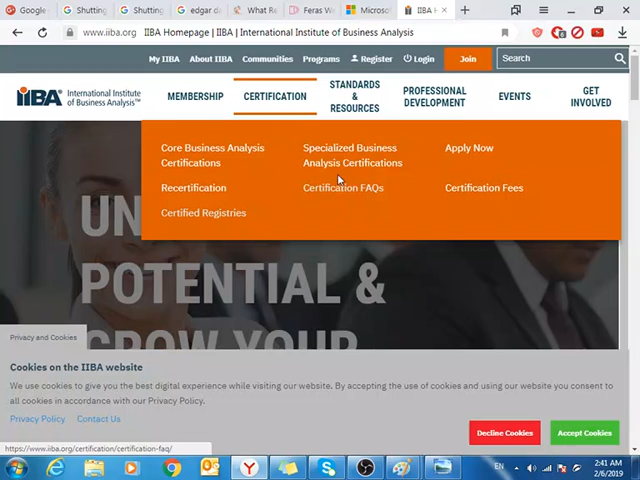 Google
Shutting
Shutting
edgar da
What Ra
Feras We
Microso
IIBA H
www.iiba.org IIBA Homepage | IIBA | International Institute of Business Analysis
My IIBA About IIBA Communities Programs Register Login Join Search
IIBA International Institute of Business Analysis™
MEMBERSHIP
CERTIFICATION
STANDARDS & RESOURCES
PROFESSIONAL DEVELOPMENT
EVENTS
GET INVOLVED
Core Business Analysis Certifications
Specialized Business Analysis Certifications
Apply Now
Recertification
Certification FAQs
Certification Fees
Certified Registries
UN
POTENTIAL &
GROW YOUR
Privacy and Cookies
Cookies on the IIBA website
We use cookies to give you the best digital experience while visiting our website. By accepting the use of cookies and using our website you consent to
all cookies in accordance with our Privacy Policy.
Privacy Policy Contact Us
Decline Cookies Accept Cookies
https://www.iiba.org/certification/certification-faq/
EN
2:41 AM
2/6/2019